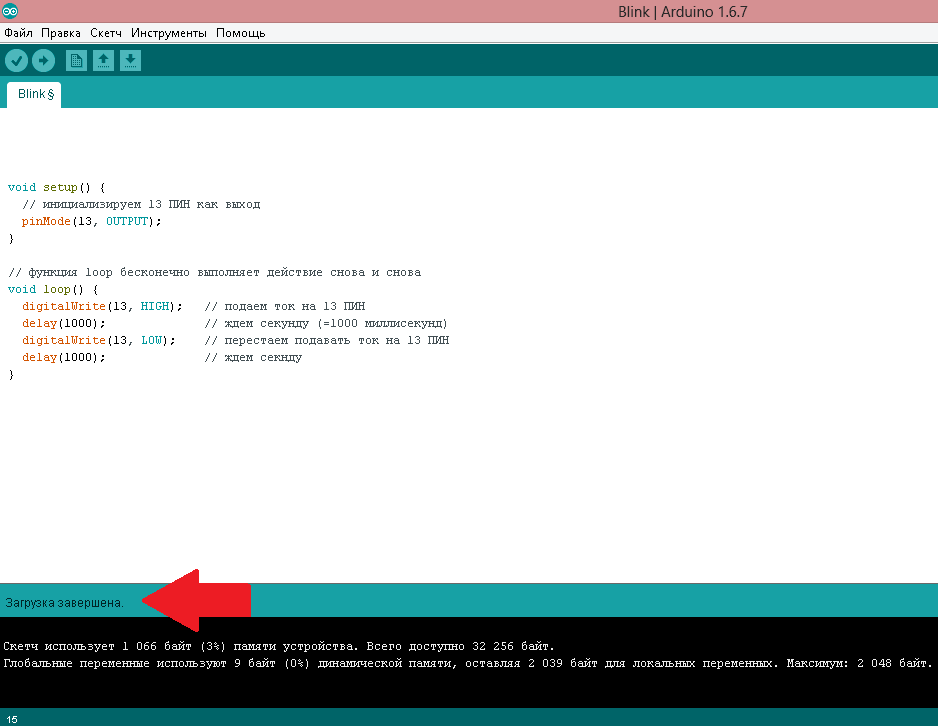 Blink | Arduino 1.6.7
Файл Правка Скетч Инструменты Помощь
Blink §
void setup() {
  // инициализируем 13 ПИН как выход
  pinMode(13, OUTPUT);
}
// функция loop бесконечно выполняет действие снова и снова
void loop() {
  digitalWrite(13, HIGH);   // подаем ток на 13 ПИН
  delay(1000);              // ждем секунду (=1000 миллисекунд)
  digitalWrite(13, LOW);    // перестаем подавать ток на 13 ПИН
  delay(1000);              // ждем секнду
}
Загрузка завершена.
Скетч использует 1 066 байт (3%) памяти устройства. Всего доступно 32 256 байт.
Глобальные переменные используют 9 байт (0%) динамической памяти, оставляя 2 039 байт для локальных переменных. Максимум: 2 048 байт.
15